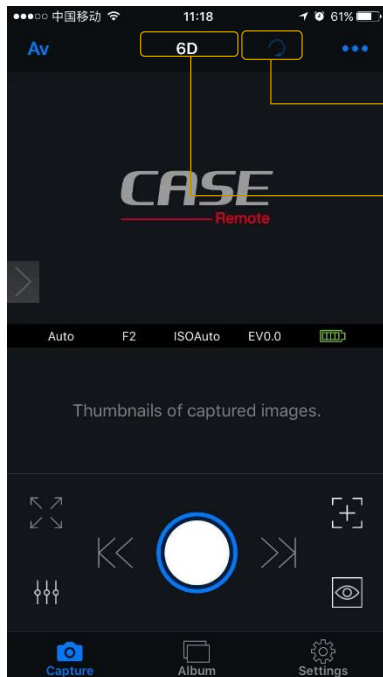 中国移动 11:18 61%
Av 6D
CASE
Remote
Auto F2 ISOAuto EV0.0
Thumbnails of captured images.
Capture Album Settings